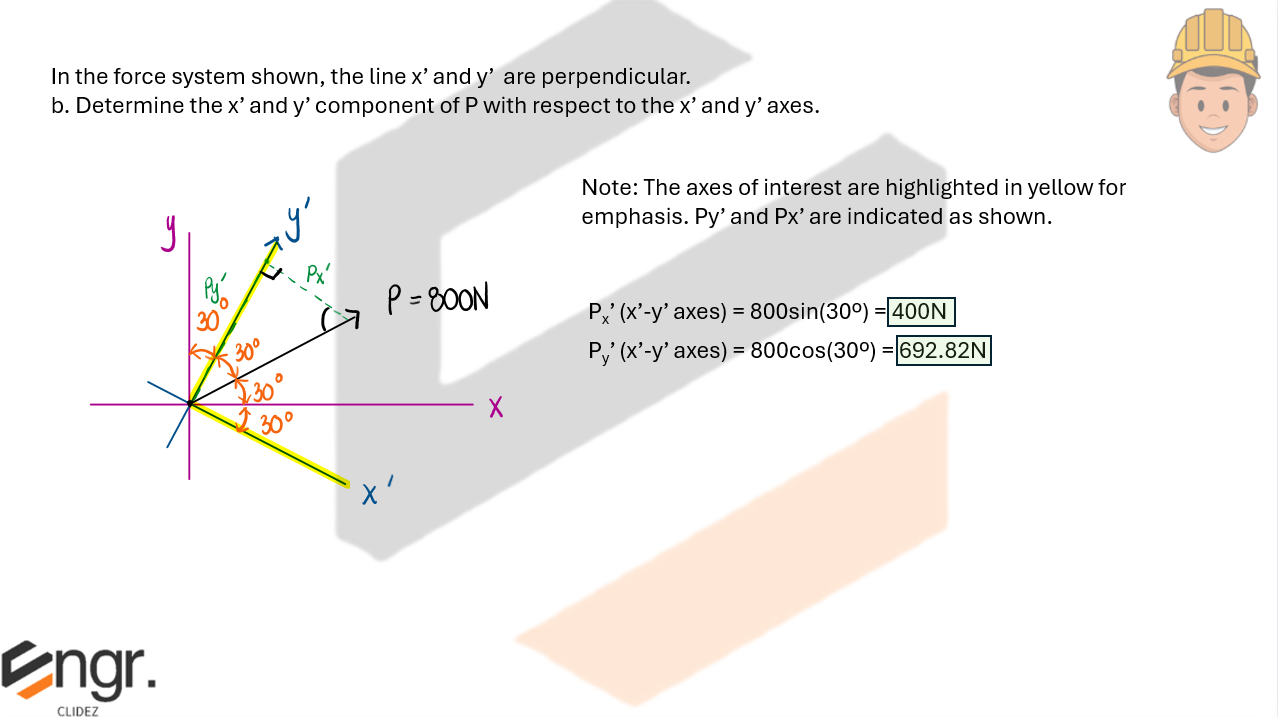 In the force system shown, the line x’ and y’ are perpendicular.
b. Determine the x’ and y’ component of P with respect to the x’ and y’ axes.
Note: The axes of interest are highlighted in yellow for
emphasis. Py’ and Px’ are indicated as shown.
y
y'
Py'
Px'
P = 800N
30°
30°
30°
30°
x
x'
Px’ (x’-y’ axes) = 800sin(30º) = 400N
Py’ (x’-y’ axes) = 800cos(30º) = 692.82N
Engr.
CLIDEZ